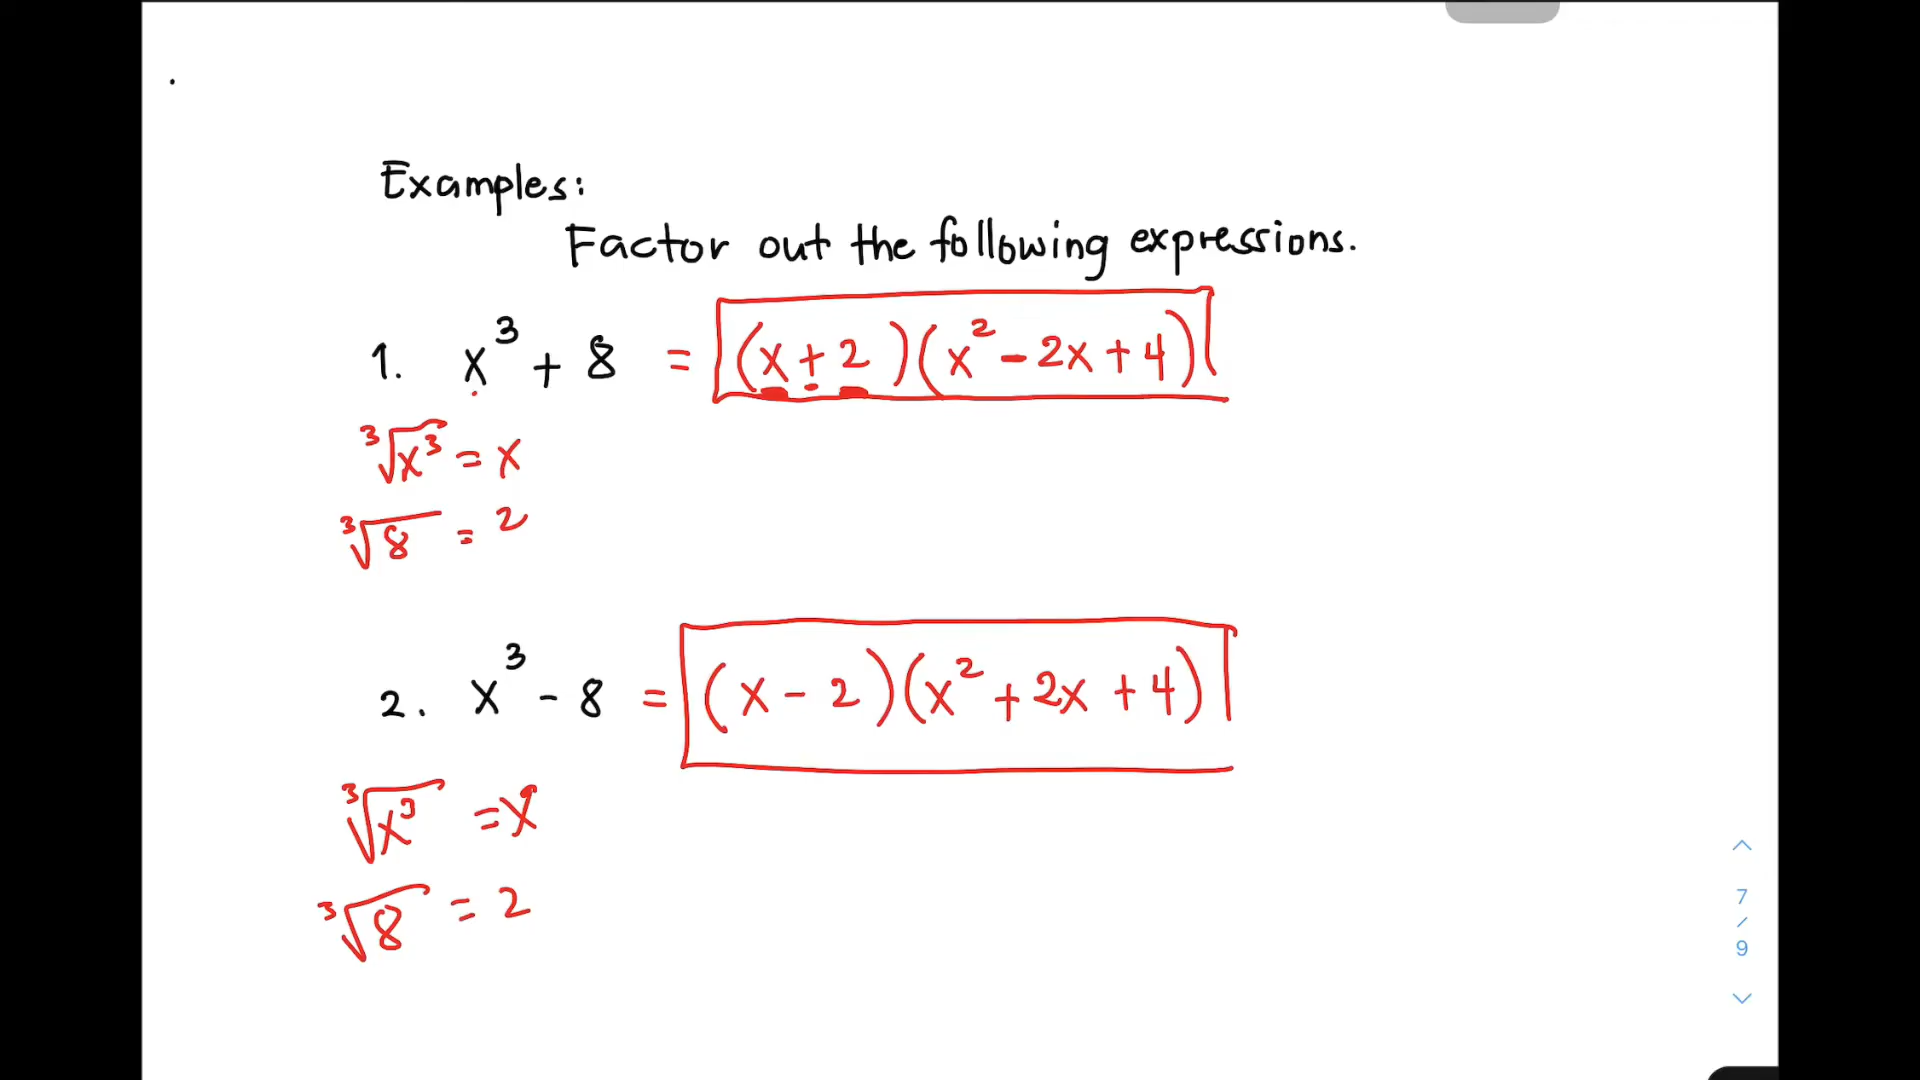 Examples:
Factor out the following expressions.
1. x³ + 8 = (x + 2)(x² - 2x + 4)
∛x³ = x
∛8 = 2
2. x³ - 8 = (x - 2)(x² + 2x + 4)
∛x³ = x
∛8 = 2
7
/
9